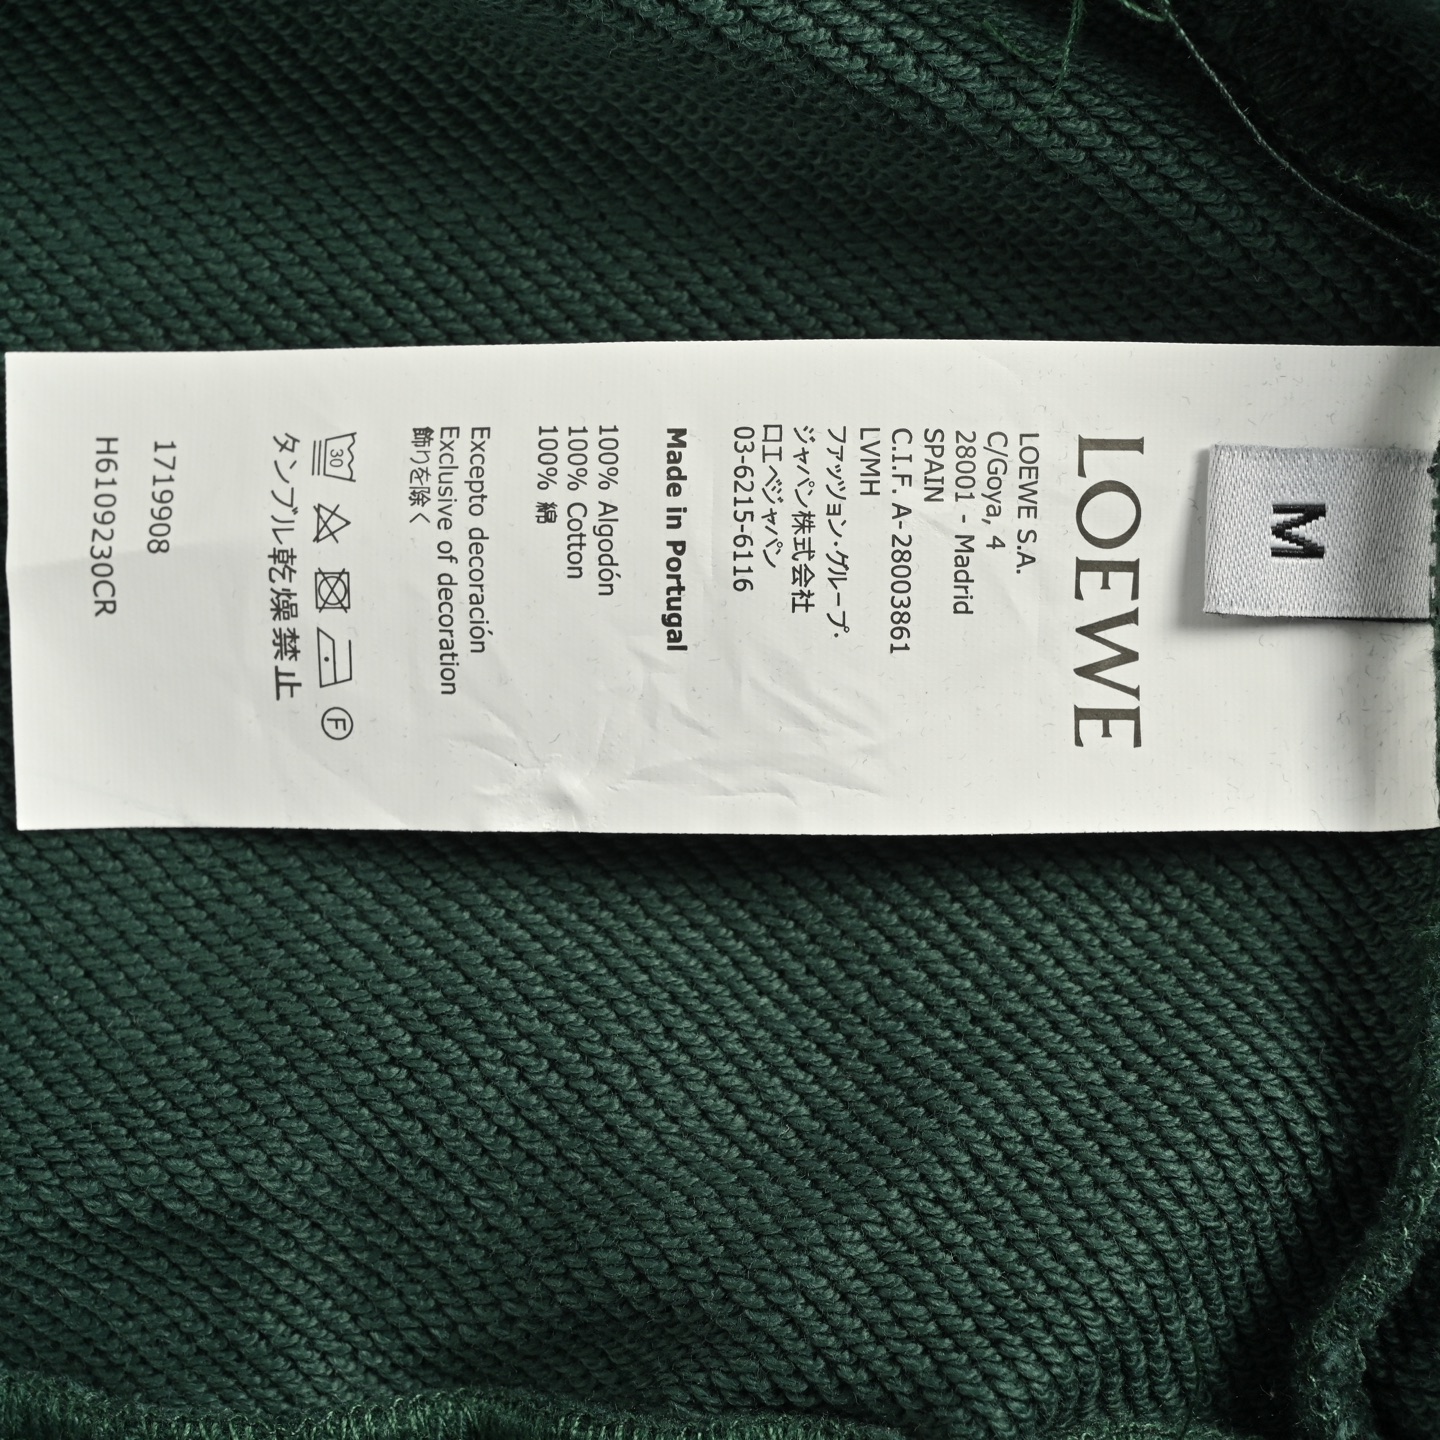 M
LOEWE
LOEWE S.A.
C/Goya, 4
28001 - Madrid
SPAIN
C.I.F. A-28003861
LVMH
ファッション･グループ･
ジャパン株式会社
ロエベジャパン
03-6215-6116
Made in Portugal
100% Algodón
100% Cotton
100% 綿
Excepto decoración
Exclusive of decoration
飾りを除く
30 F
タンブル乾燥禁止
1719908
H6109230CR